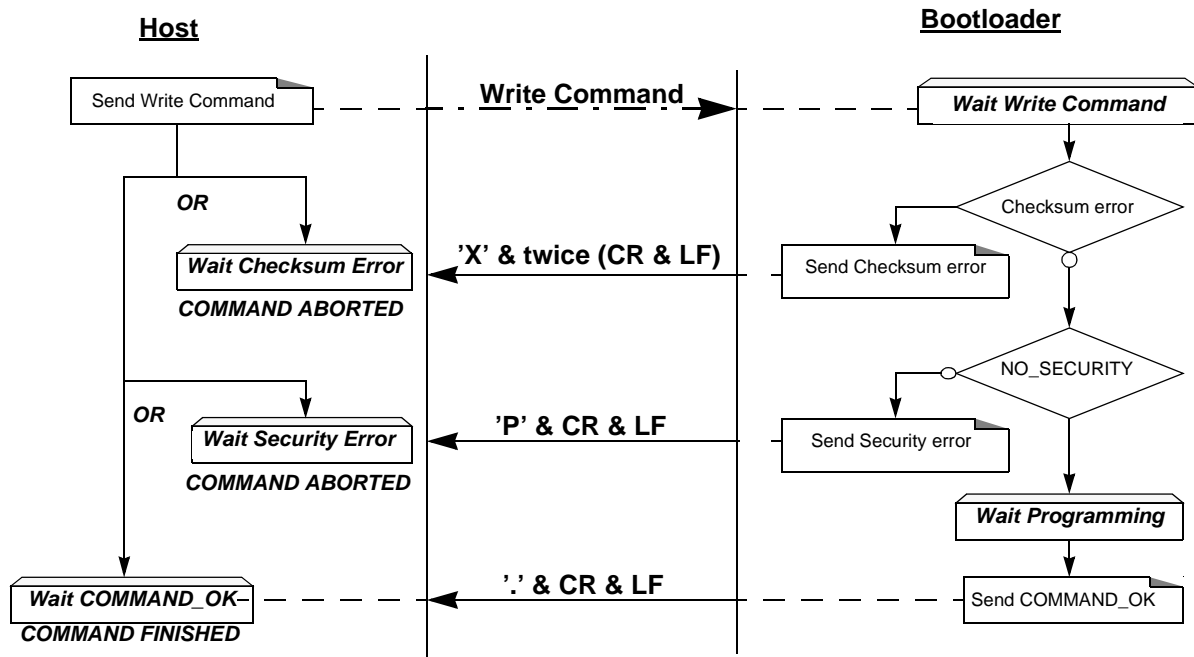 Host
Bootloader
Send Write Command
Write Command
Wait Write Command
OR
Checksum error
Wait Checksum Error
’X’ & twice (CR & LF)
Send Checksum error
COMMAND ABORTED
NO_SECURITY
OR
Wait Security Error
’P’ & CR & LF
Send Security error
COMMAND ABORTED
Wait Programming
Wait COMMAND_OK
'.' & CR & LF
Send COMMAND_OK
COMMAND FINISHED